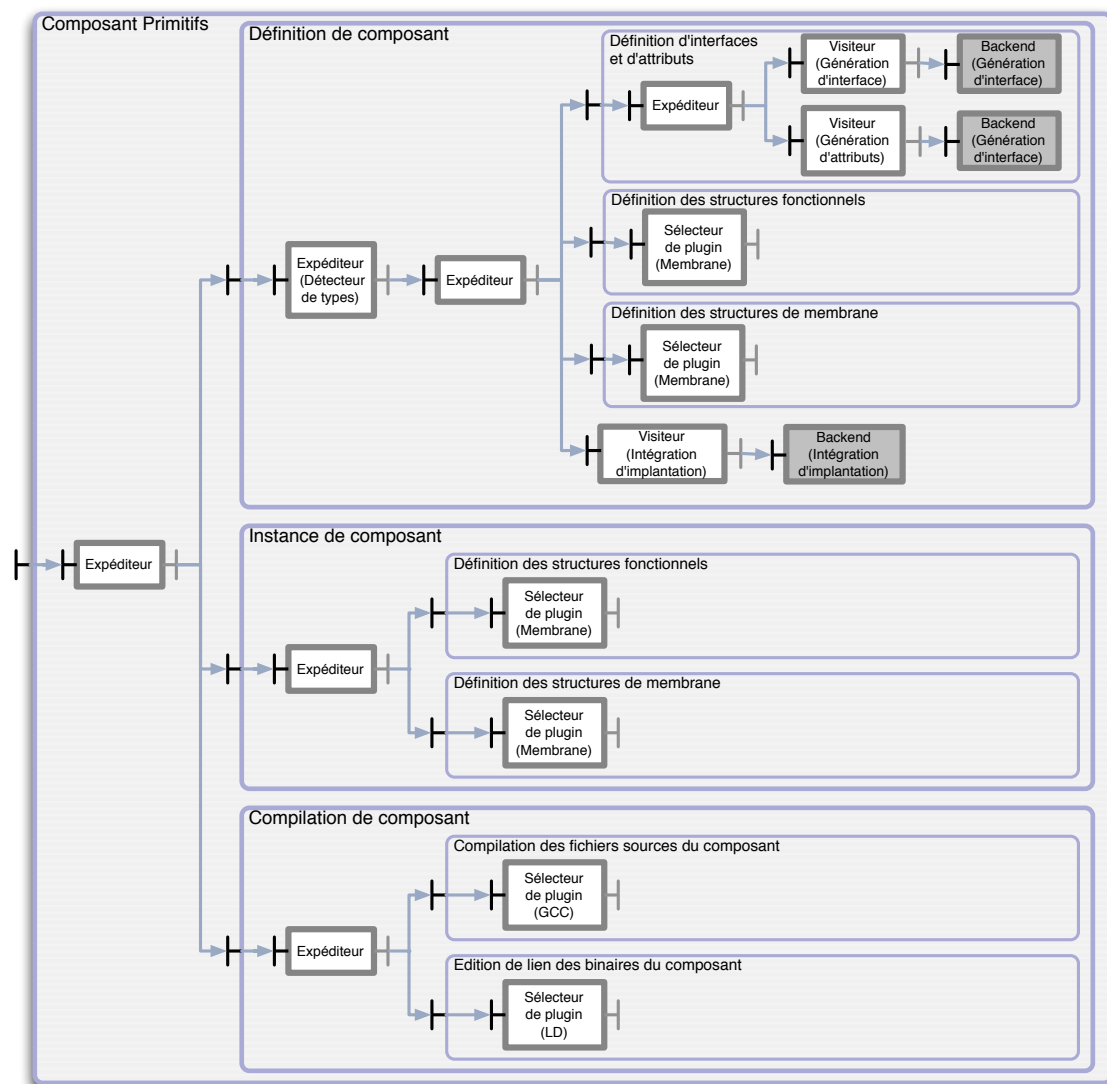 Composant Primitifs
Définition de composant
Définition d'interfaces
et d'attributs
Expéditeur
Visiteur
(Génération
d'interface)
Backend
(Génération
d'interface)
Visiteur
(Génération
d'attributs)
Backend
(Génération
d'interface)
Définition des structures fonctionnels
Sélecteur
de plugin
(Membrane)
Expéditeur
(Détecteur
de types)
Expéditeur
Définition des structures de membrane
Sélecteur
de plugin
(Membrane)
Visiteur
(Intégration
d'implantation)
Backend
(Intégration
d'implantation)
Expéditeur
Instance de composant
Définition des structures fonctionnels
Sélecteur
de plugin
(Membrane)
Expéditeur
Définition des structures de membrane
Sélecteur
de plugin
(Membrane)
Compilation de composant
Compilation des fichiers sources du composant
Sélecteur
de plugin
(GCC)
Expéditeur
Edition de lien des binaires du composant
Sélecteur
de plugin
(LD)